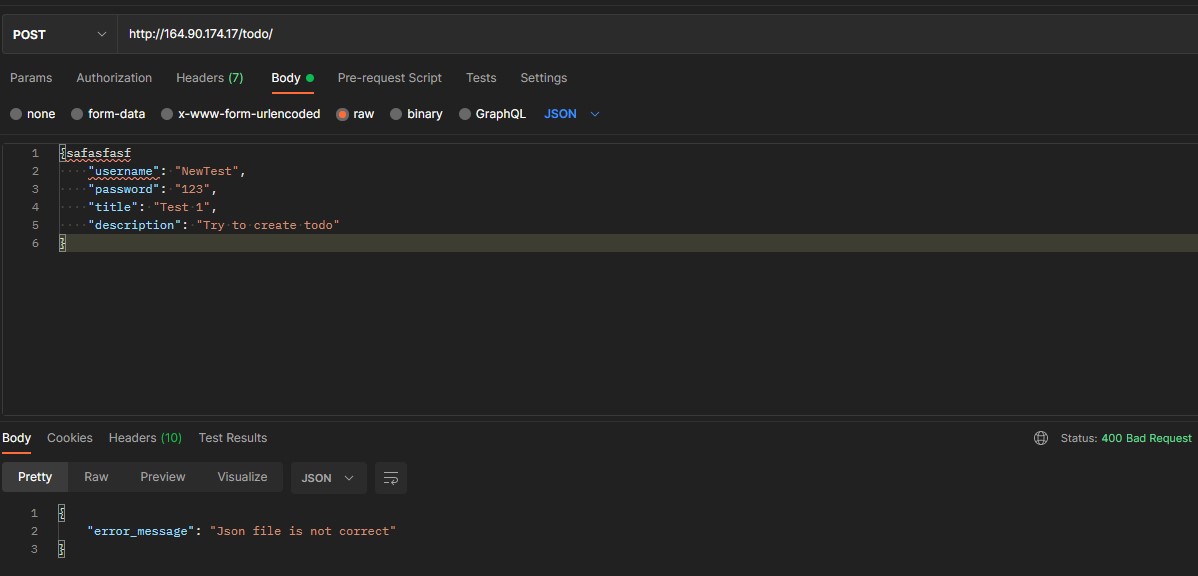 POST http://164.90.174.17/todo/
Params Authorization Headers (7) Body Pre-request Script Tests Settings
none form-data x-www-form-urlencoded raw binary GraphQL JSON
1 {safasfasf
2 "username": "NewTest",
3 "password": "123",
4 "title": "Test 1",
5 "description": "Try to create todo"
6 }
Body Cookies Headers (10) Test Results Status: 400 Bad Request
Pretty Raw Preview Visualize JSON
1 {
2 "error_message": "Json file is not correct"
3 }